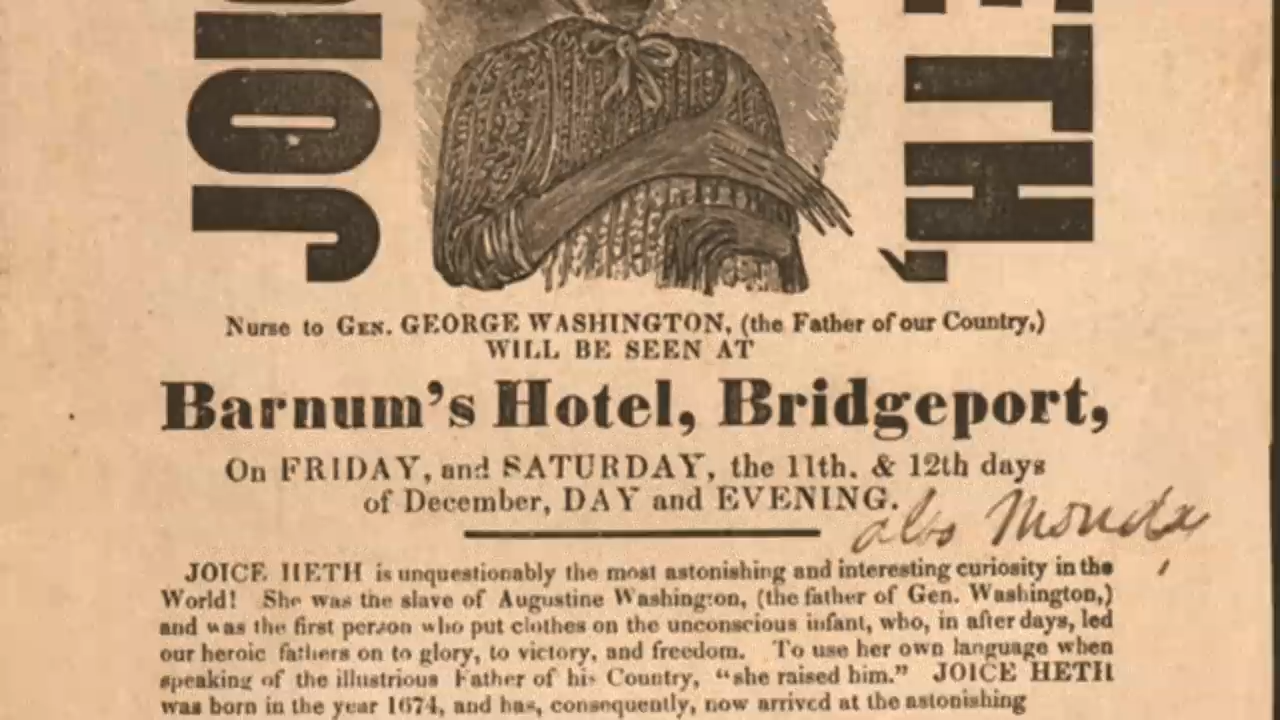 JOIC
ETH,
Nurse to GEN. GEORGE WASHINGTON, (the Father of our Country,)
WILL BE SEEN AT
Barnum's Hotel, Bridgeport,
On FRIDAY, and SATURDAY, the 11th. & 12th days
of December, DAY and EVENING.
also Monda
JOICE HETH is unquestionably the most astonishing and interesting curiosity in the
World! She was the slave of Augustine Washington, (the father of Gen. Washington,)
and was the first person who put clothes on the unconscious infant, who, in after days, led
our heroic fathers on to glory, to victory, and freedom. To use her own language when
speaking of the illustrious Father of his Country, "she raised him." JOICE HETH
was born in the year 1674, and has, consequently, now arrived at the astonishing